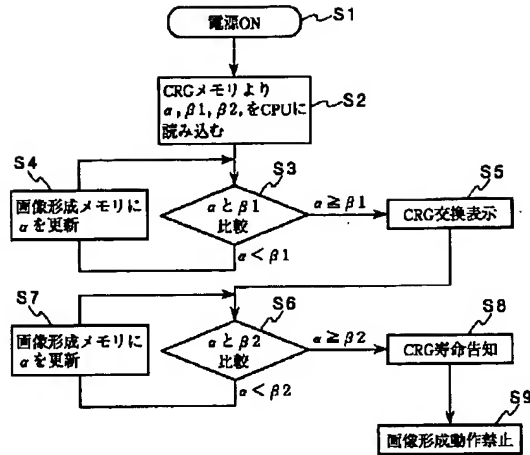 電源ON
S1
CRGメモリより
α,β1,β2,をCPUに
読み込む
S2
S4
画像形成メモリに
αを更新
S3
αとβ1
比較
α≧β1
α<β1
S5
CRG交換表示
S7
画像形成メモリに
αを更新
S6
αとβ2
比較
α≧β2
α<β2
S8
CRG寿命告知
S9
画像形成動作禁止